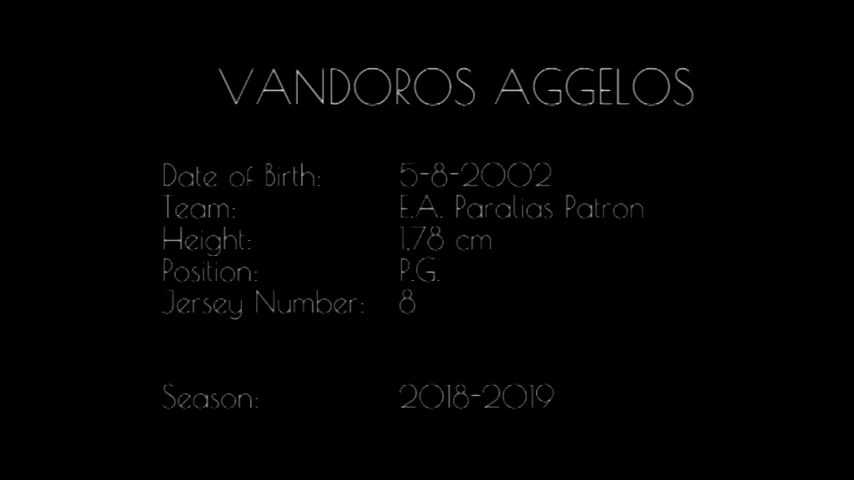 VANDOROS AGGELOS
Date of Birth: 5-8-2002
Team: E.A. Paralias Patron
Height: 1,78 cm
Position: P.G.
Jersey Number: 8
Season: 2018-2019